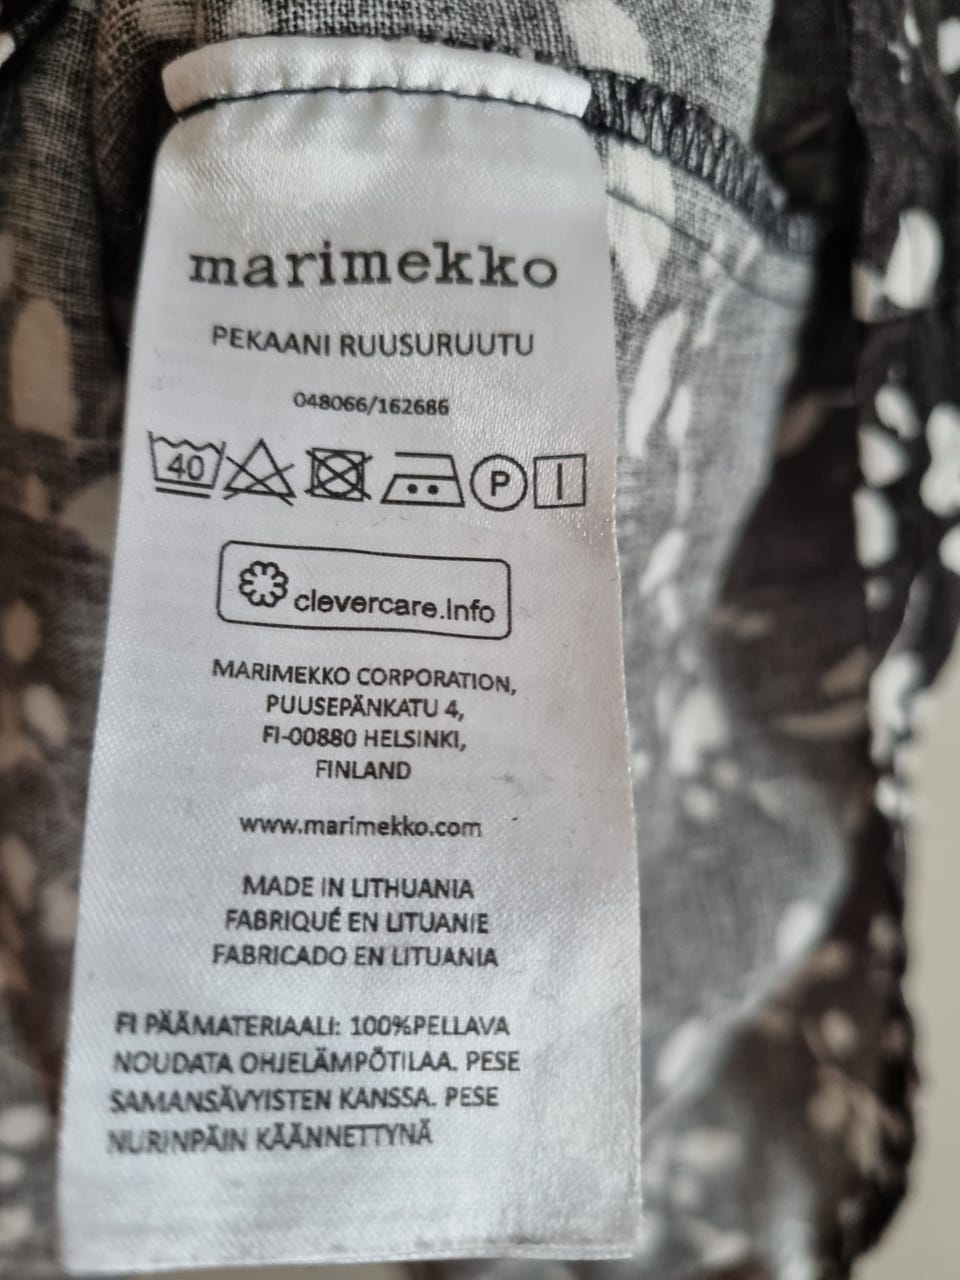 marimekko
PEKAANI RUUSURUUTU
048066/162686
40 P
clevercare.info
MARIMEKKO CORPORATION,
PUUSEPÄNKATU 4,
FI-00880 HELSINKI,
FINLAND
www.marimekko.com
MADE IN LITHUANIA
FABRIQUÉ EN LITUANIE
FABRICADO EN LITUANIA
FI PÄÄMATERIAALI: 100%PELLAVA
NOUDATA OHJELÄMPÖTILAA. PESE
SAMANSÄVYISTEN KANSSA. PESE
NURINPÄIN KÄÄNNETTYNÄ